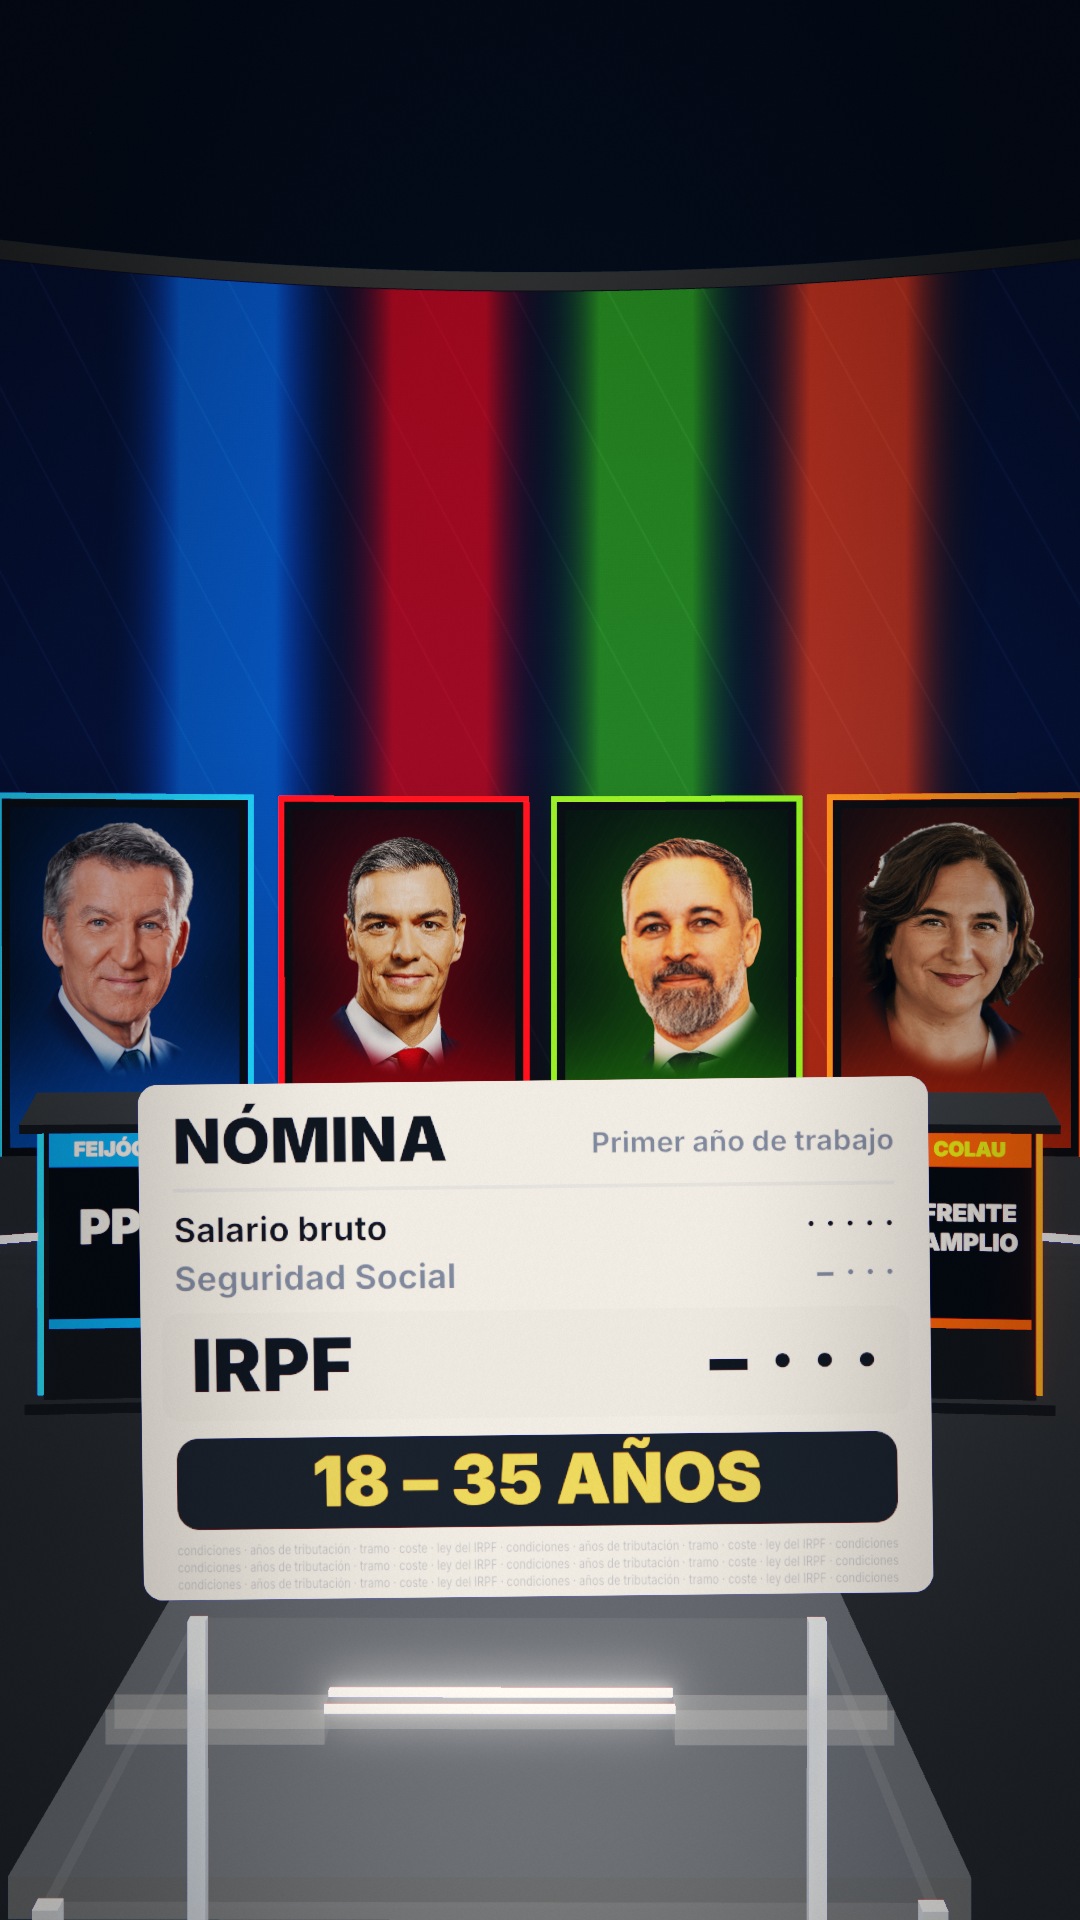 FEIJÓO
PP
COLAU
FRENTE
AMPLIO
NÓMINA
Primer año de trabajo
Salario bruto
· · · · ·
Seguridad Social
– · · ·
IRPF
– • • •
18 – 35 AÑOS
condiciones · años de tributación · tramo · coste · ley del IRPF · condiciones · años de tributación · tramo · coste · ley del IRPF · condiciones
condiciones · años de tributación · tramo · coste · ley del IRPF · condiciones · años de tributación · tramo · coste · ley del IRPF · condiciones
condiciones · años de tributación · tramo · coste · ley del IRPF · condiciones · años de tributación · tramo · coste · ley del IRPF · condiciones